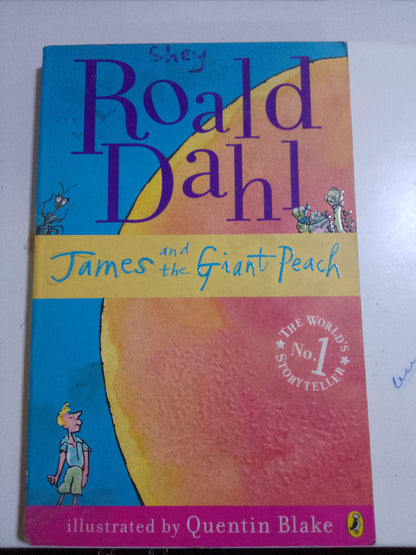 Shey
Roald
Dahl
James and the Giant Peach
THE WORLD'S
No. 1
STORYTELLER
illustrated by Quentin Blake